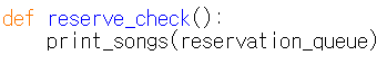 def reserve_check():
    print_songs(reservation_queue)